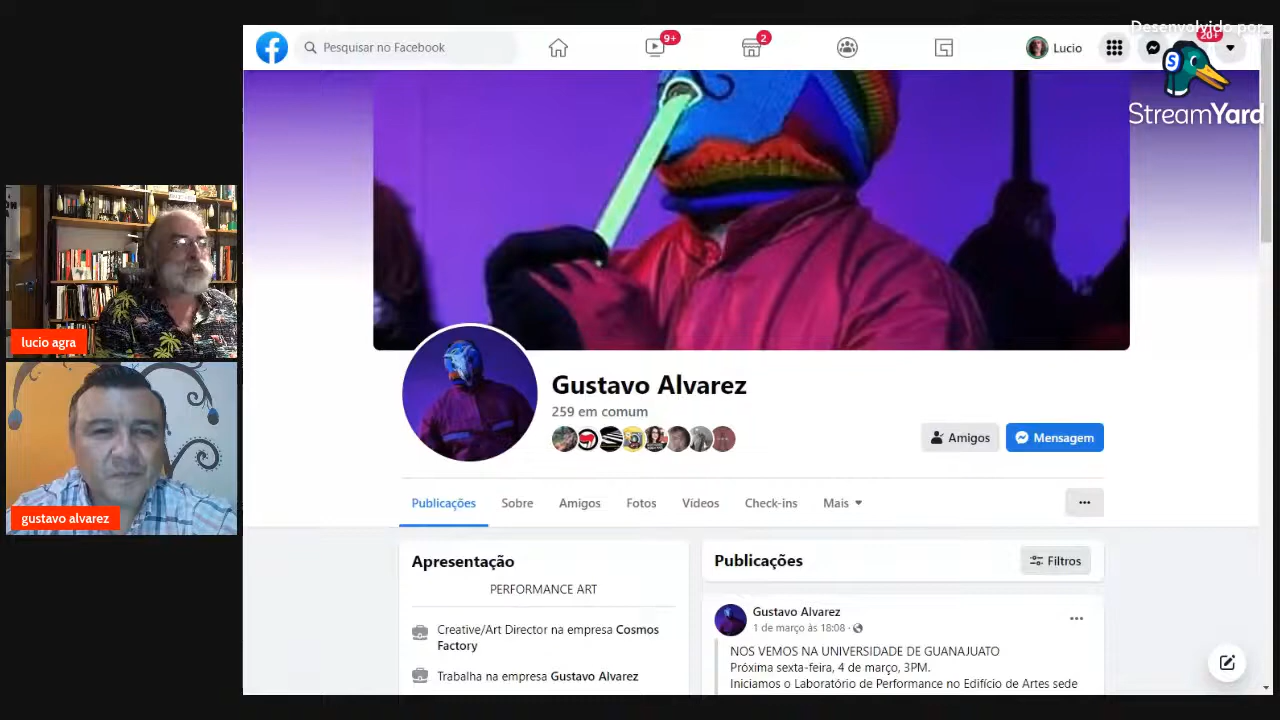 Desenvolvido por
StreamYard
Pesquisar no Facebook
9+
2
Lucio
20+
lucio agra
gustavo alvarez
Gustavo Alvarez
259 em comum
Amigos
Mensagem
Publicações
Sobre
Amigos
Fotos
Vídeos
Check-ins
Mais
Apresentação
PERFORMANCE ART
Creative/Art Director na empresa Cosmos
Factory
Trabalha na empresa Gustavo Alvarez
Publicações
Filtros
Gustavo Alvarez
1 de março às 18:08 ·
NOS VEMOS NA UNIVERSIDADE DE GUANAJUATO
Próxima sexta-feira, 4 de março, 3PM.
Iniciamos o Laboratório de Performance no Edifício de Artes sede